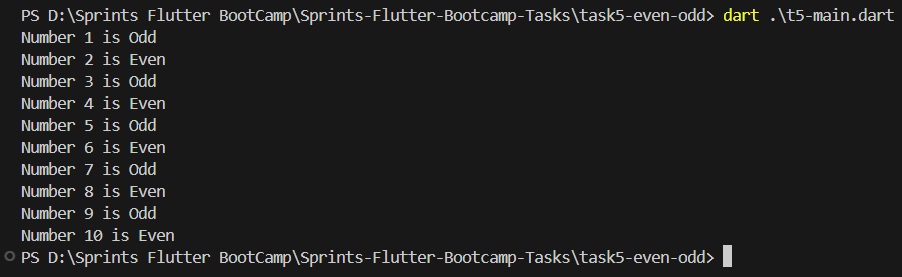 PS D:\Sprints Flutter BootCamp\Sprints-Flutter-Bootcamp-Tasks\task5-even-odd> dart .\t5-main.dart
Number 1 is Odd
Number 2 is Even
Number 3 is Odd
Number 4 is Even
Number 5 is Odd
Number 6 is Even
Number 7 is Odd
Number 8 is Even
Number 9 is Odd
Number 10 is Even
PS D:\Sprints Flutter BootCamp\Sprints-Flutter-Bootcamp-Tasks\task5-even-odd>